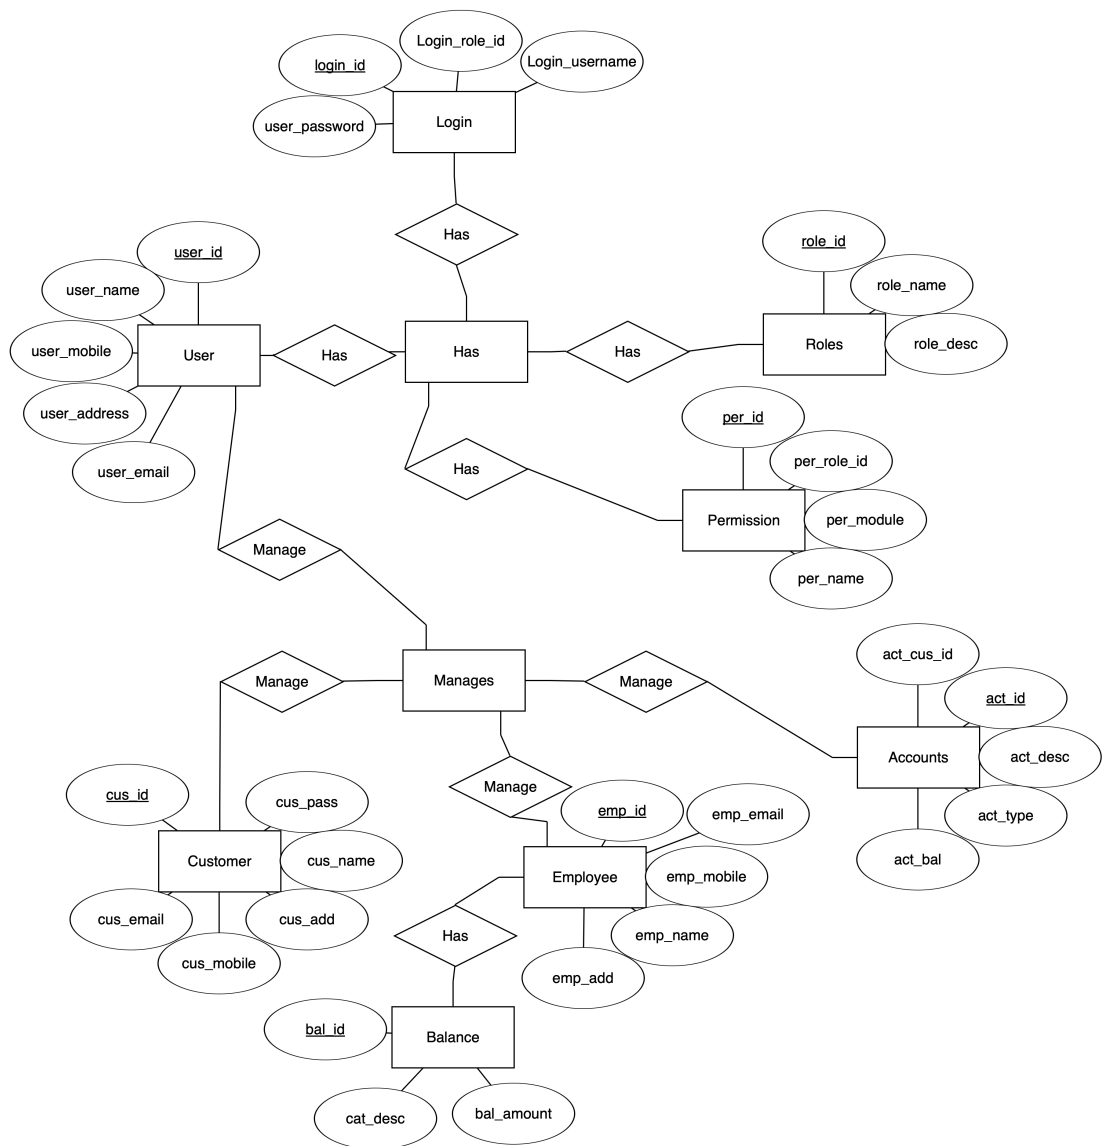 Login_role_id
login_id
Login_username
user_password
Login
Has
user_id
role_id
user_name
role_name
user_mobile
User
Has
Has
Has
Roles
role_desc
user_address
per_id
user_email
Has
per_role_id
Permission
per_module
per_name
Manage
act_cus_id
Manage
Manages
Manage
act_id
Accounts
act_desc
Manage
cus_id
cus_pass
emp_id
emp_email
act_type
act_bal
Customer
cus_name
Employee
emp_mobile
cus_email
cus_add
Has
emp_name
cus_mobile
emp_add
bal_id
Balance
cat_desc
bal_amount